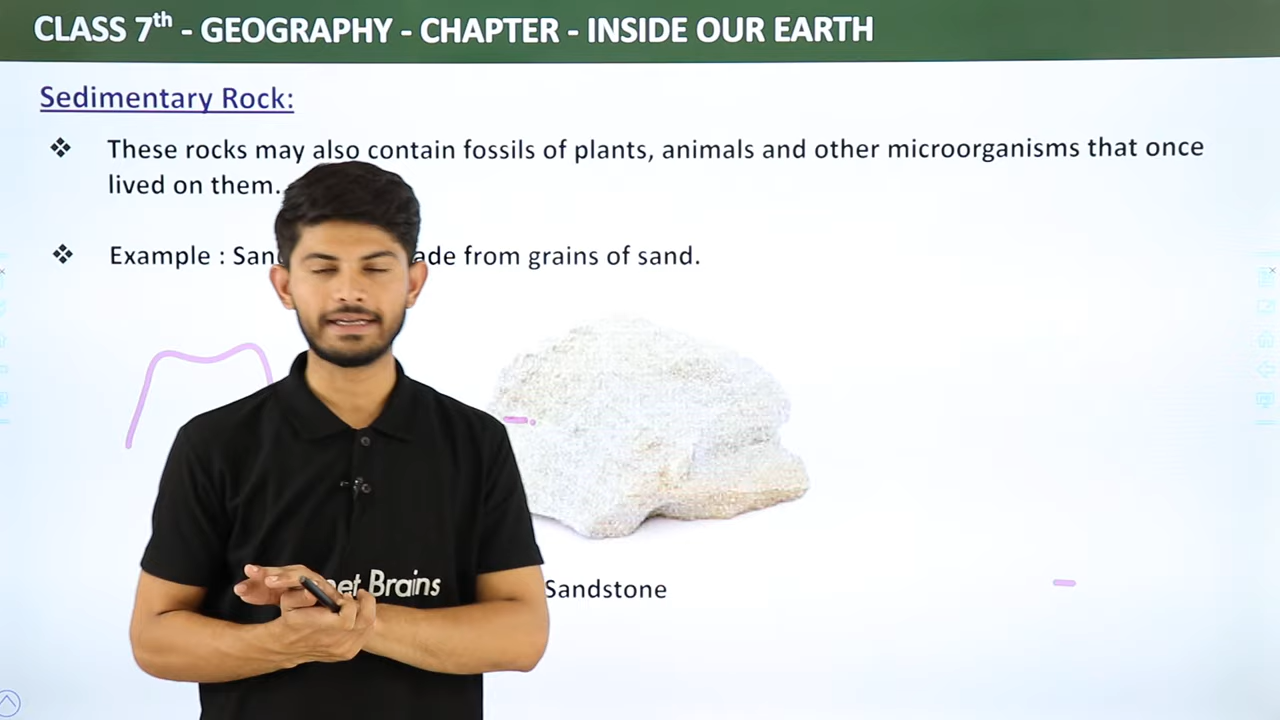 CLASS 7th - GEOGRAPHY - CHAPTER - INSIDE OUR EARTH
Sedimentary Rock:
❖ These rocks may also contain fossils of plants, animals and other microorganisms that once
lived on them.
❖ Example : San ade from grains of sand.
net Brains
Sandstone